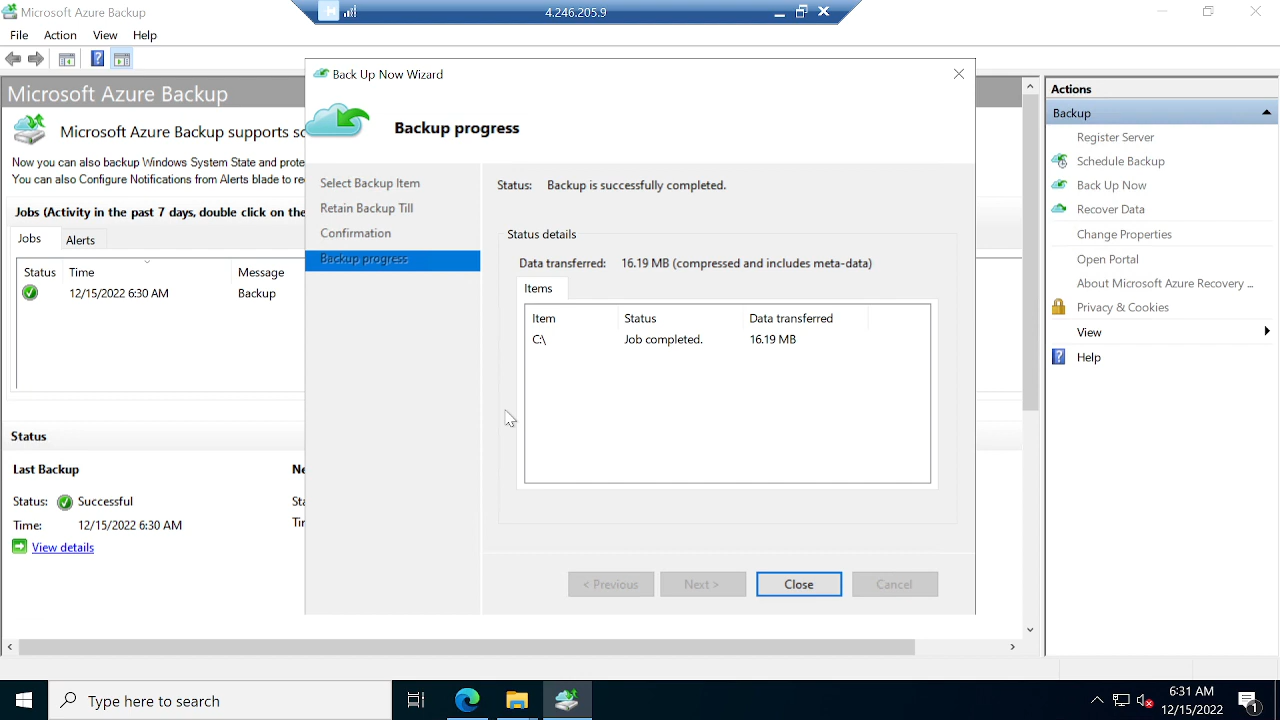 Microsoft Azure Backup
4.246.205.9
File Action View Help
Microsoft Azure Backup
Microsoft Azure Backup supports sc
Now you can also backup Windows System State and prote
You can also Configure Notifications from Alerts blade to re
Jobs (Activity in the past 7 days, double click on the
Jobs Alerts
Status Time Message
12/15/2022 6:30 AM Backup
Status
Last Backup
Status: Successful
Time: 12/15/2022 6:30 AM
View details
Ne
Sta
Tir
Back Up Now Wizard
Backup progress
Select Backup Item
Retain Backup Till
Confirmation
Backup progress
Status: Backup is successfully completed.
Status details
Data transferred: 16.19 MB (compressed and includes meta-data)
Items
Item Status Data transferred
C:\ Job completed. 16.19 MB
< Previous Next > Close Cancel
Actions
Backup
Register Server
Schedule Backup
Back Up Now
Recover Data
Change Properties
Open Portal
About Microsoft Azure Recovery ...
Privacy & Cookies
View
Help
Type here to search
6:31 AM
12/15/2022
1